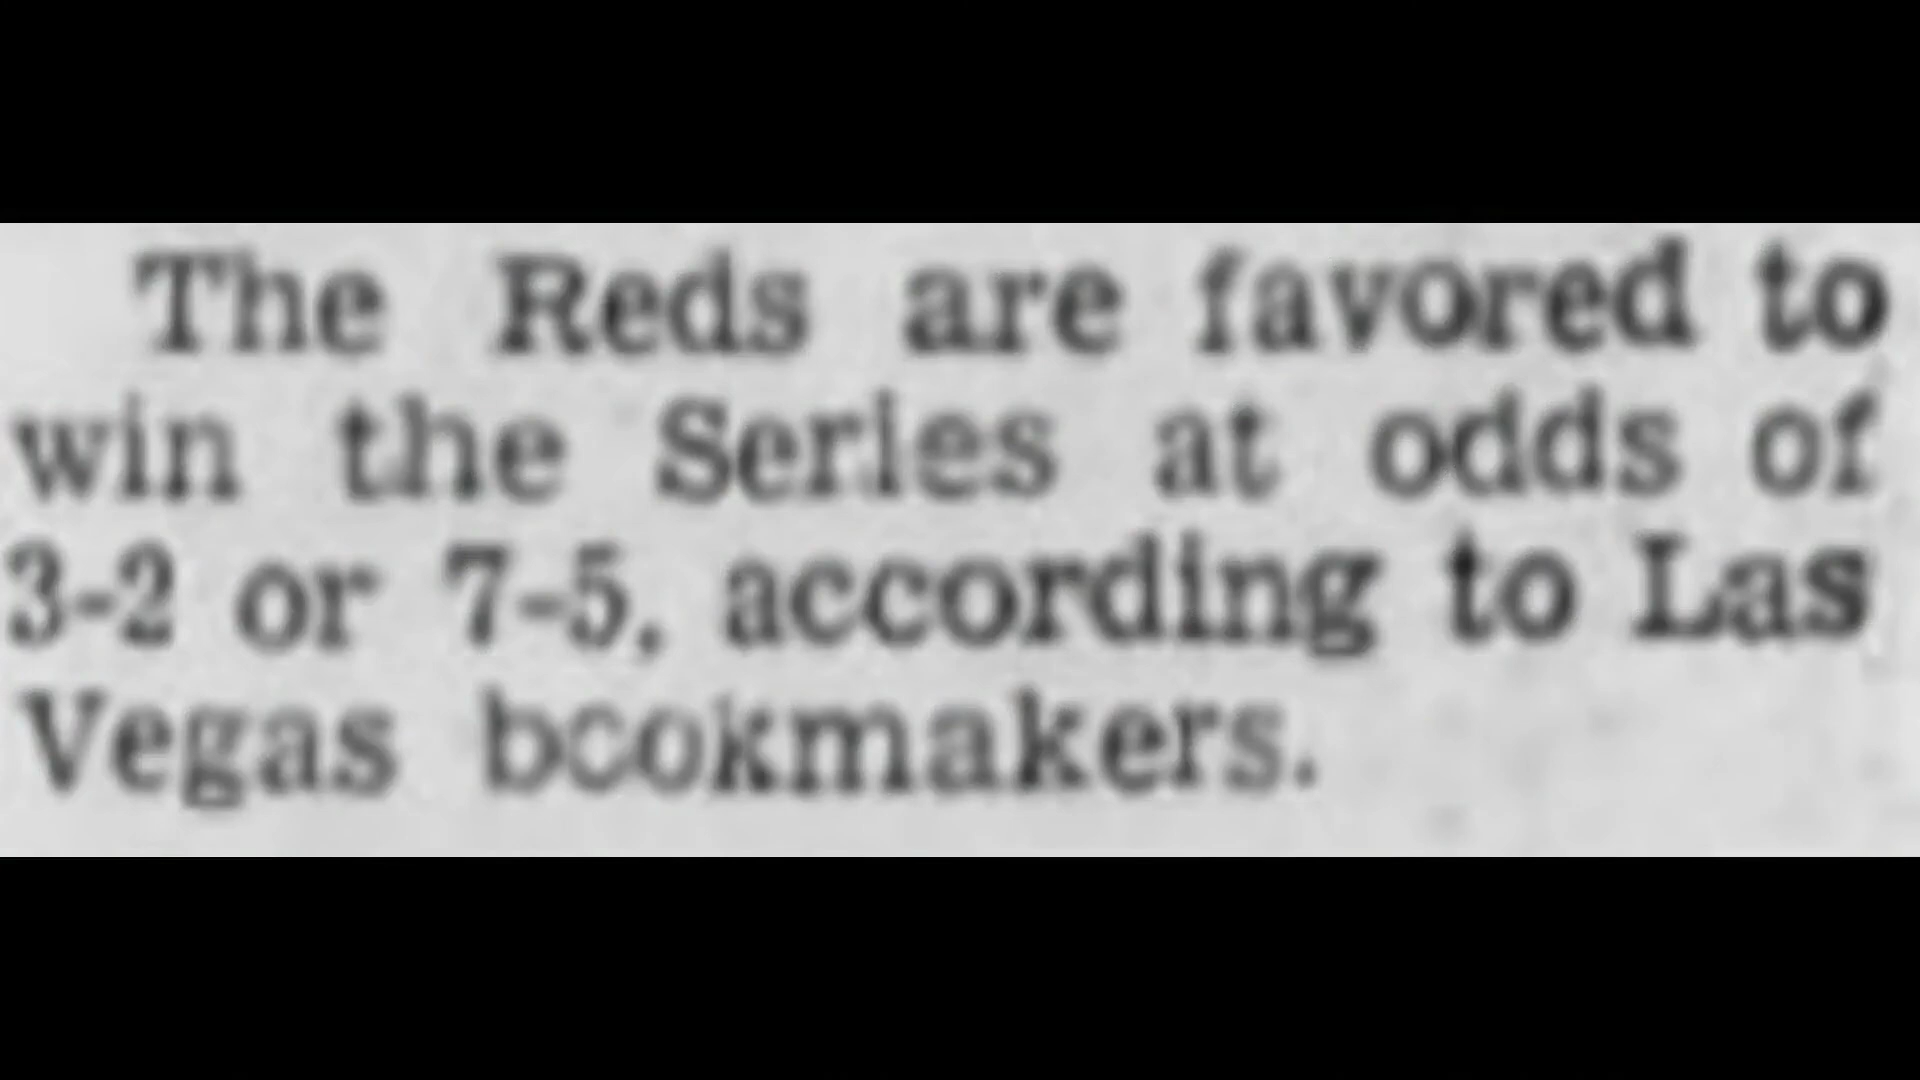 The Reds are favored to
win the Series at odds of
3-2 or 7-5, according to Las
Vegas bookmakers.